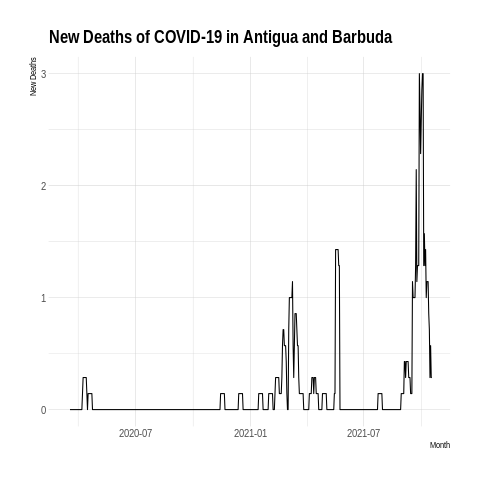 New Deaths of COVID-19 in Antigua and Barbuda
New Deaths
3
2
1
0
2020-07 2021-01 2021-07
Month